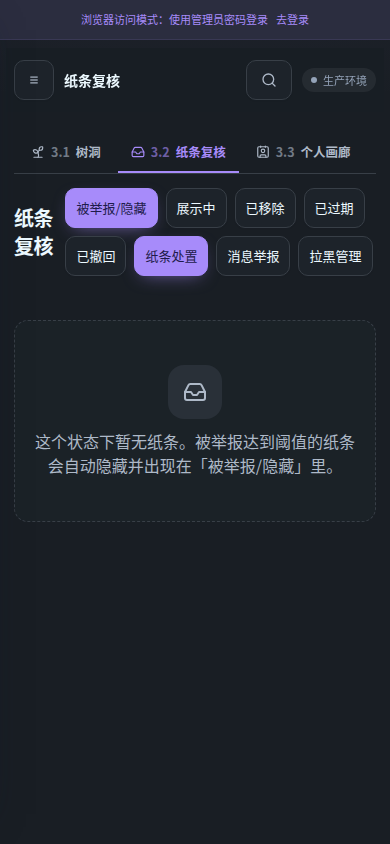 浏览器访问模式：使用管理员密码登录 去登录
纸条复核
生产环境
3.1 树洞
3.2 纸条复核
3.3 个人画廊
纸条
复核
被举报/隐藏
展示中
已移除
已过期
已撤回
纸条处置
消息举报
拉黑管理
这个状态下暂无纸条。被举报达到阈值的纸条
会自动隐藏并出现在「被举报/隐藏」里。